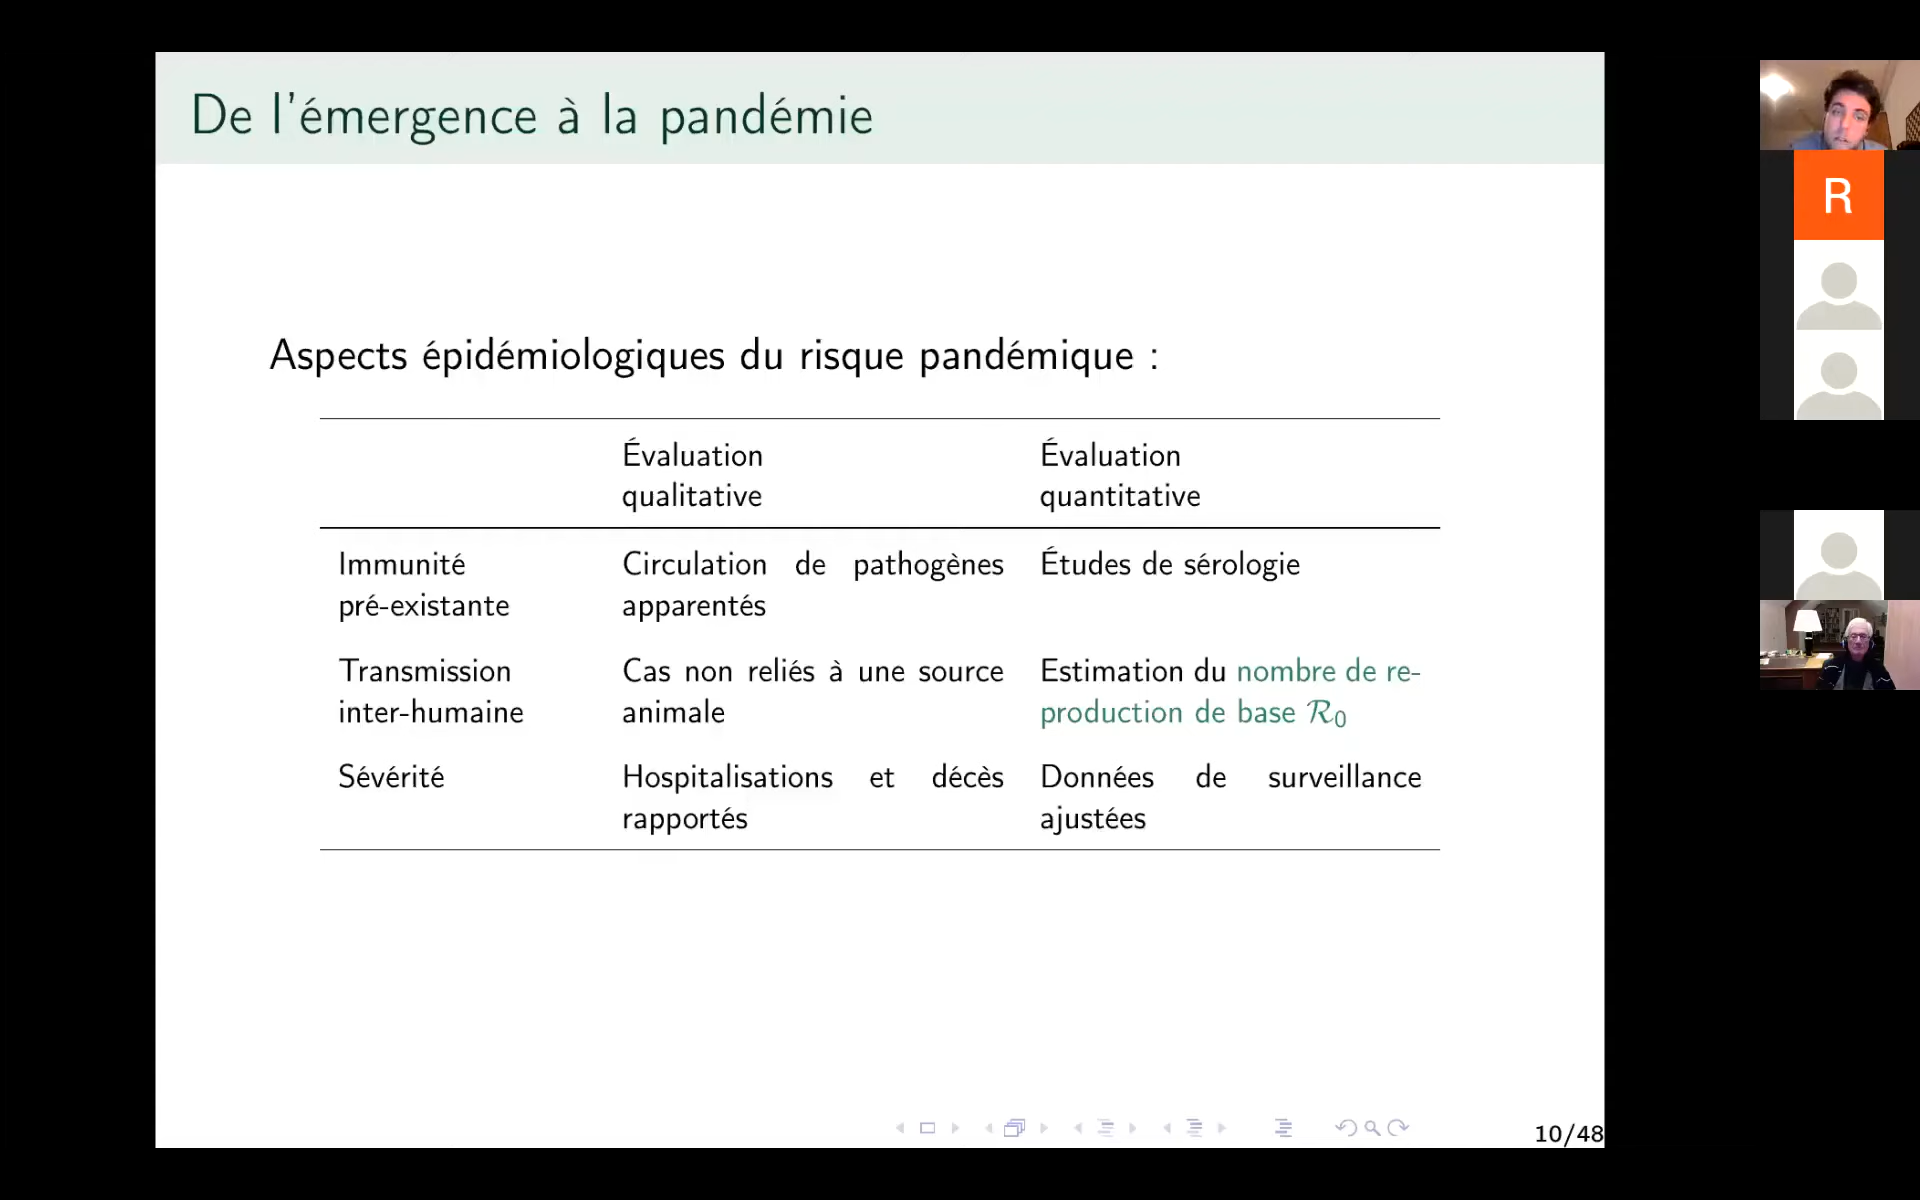 De l'émergence à la pandémie
R
Aspects épidémiologiques du risque pandémique :
Évaluation
qualitative
Évaluation
quantitative
Immunité
pré-existante
Circulation de pathogènes
apparentés
Études de sérologie
Transmission
inter-humaine
Cas non reliés à une source
animale
Estimation du nombre de re-
production de base R₀
Sévérité
Hospitalisations et décès
rapportés
Données de surveillance
ajustées
10/48